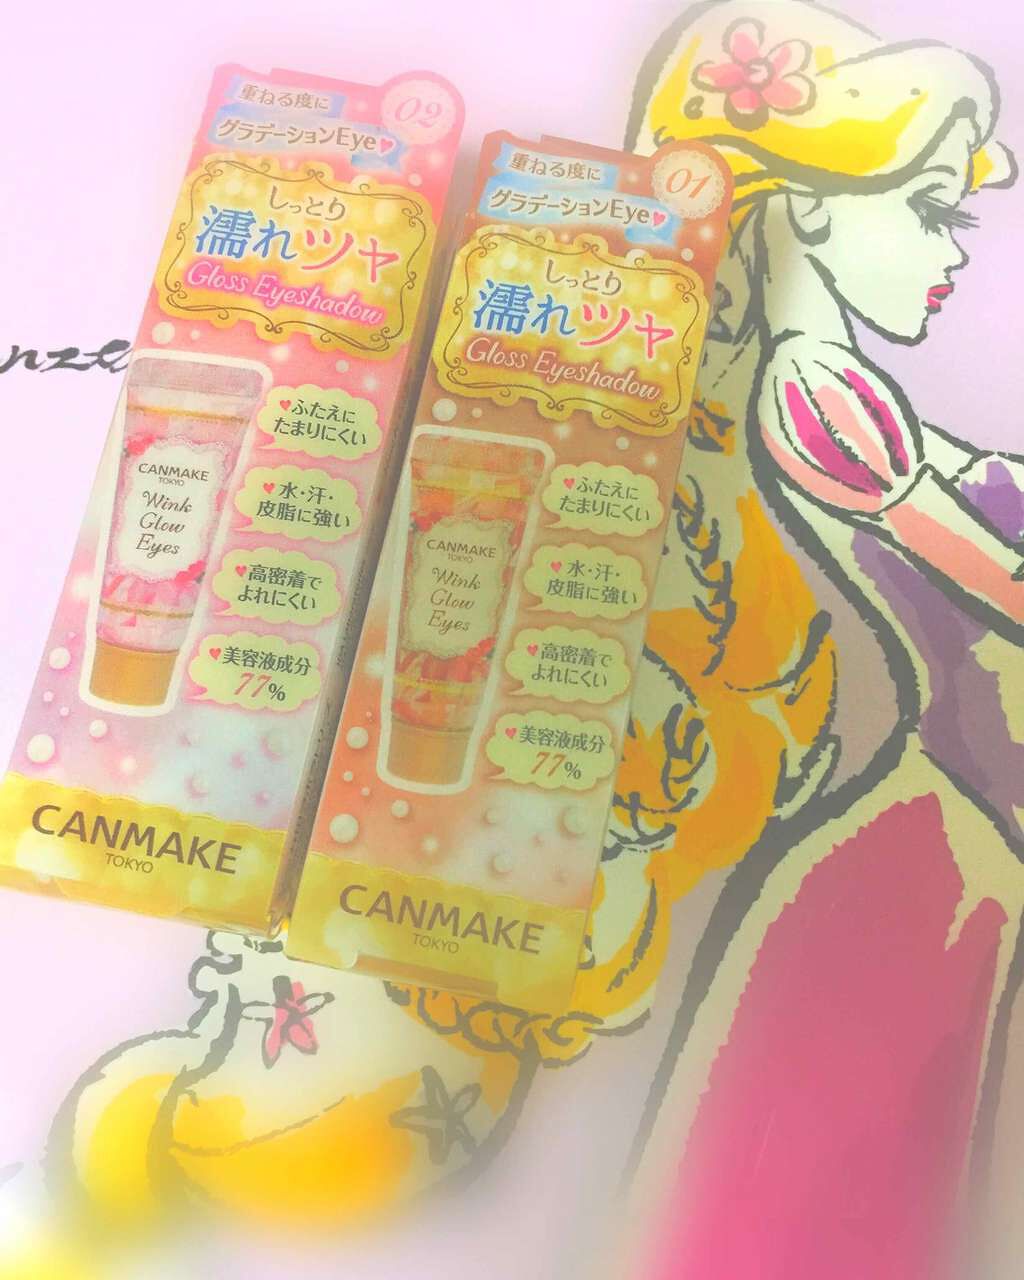 重ねる度に
グラデーションEye♥
02
しっとり
濡れツヤ
Gloss Eyeshadow
♥ふたえに
たまりにくい
♥水・汗・
皮脂に強い
♥高密着で
よれにくい
♥美容液成分
77%
CANMAKE
TOKYO
Wink
Glow
Eyes
CANMAKE
TOKYO
重ねる度に
グラデーションEye♥
01
しっとり
濡れツヤ
Gloss Eyeshadow
♥ふたえに
たまりにくい
♥水・汗・
皮脂に強い
♥高密着で
よれにくい
♥美容液成分
77%
CANMAKE
TOKYO
Wink
Glow
Eyes
CANMAKE
TOKYO